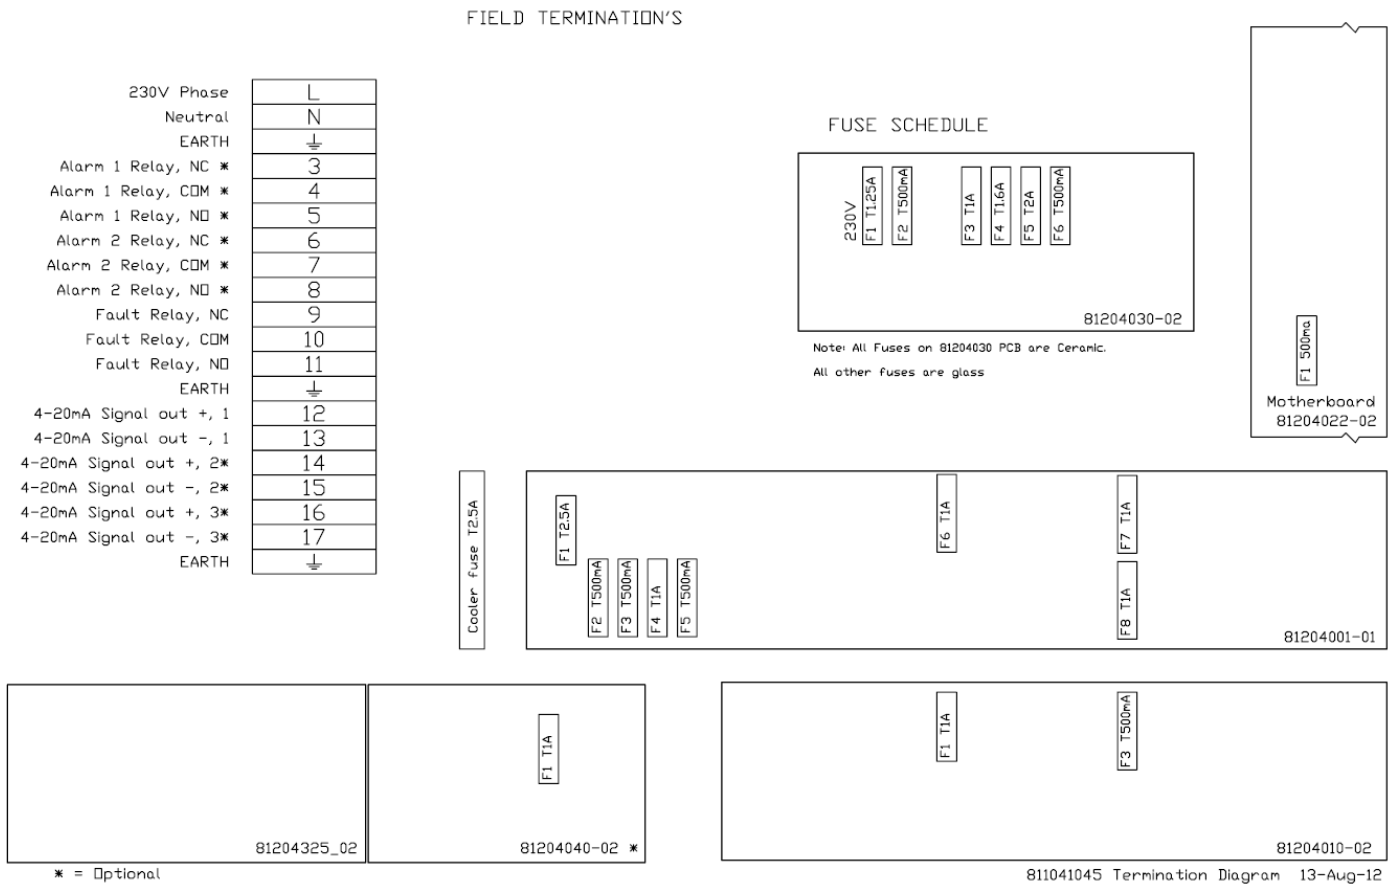 FIELD TERMINATION'S
230V Phase L
Neutral N
EARTH
Alarm 1 Relay, NC * 3
Alarm 1 Relay, COM * 4
Alarm 1 Relay, NO * 5
Alarm 2 Relay, NC * 6
Alarm 2 Relay, COM * 7
Alarm 2 Relay, NO * 8
Fault Relay, NC 9
Fault Relay, COM 10
Fault Relay, NO 11
EARTH
4-20mA Signal out +, 1 12
4-20mA Signal out -, 1 13
4-20mA Signal out +, 2* 14
4-20mA Signal out -, 2* 15
4-20mA Signal out +, 3* 16
4-20mA Signal out -, 3* 17
EARTH
FUSE SCHEDULE
230V
F1 T1.25A
F2 T500mA
F3 T1A
F4 T1.6A
F5 T2A
F6 T500mA
81204030-02
Note: All Fuses on 81204030 PCB are Ceramic.
All other fuses are glass
F1 500ma
Motherboard
81204022-02
Cooler fuse T2.5A
F1 T2.5A
F2 T500mA
F3 T500mA
F4 T1A
F5 T500mA
F6 T1A
F7 T1A
F8 T1A
81204001-01
81204325_02
F1 T1A
81204040-02 *
F1 T1A
F3 T500mA
81204010-02
* = Optional
811041045 Termination Diagram 13-Aug-12